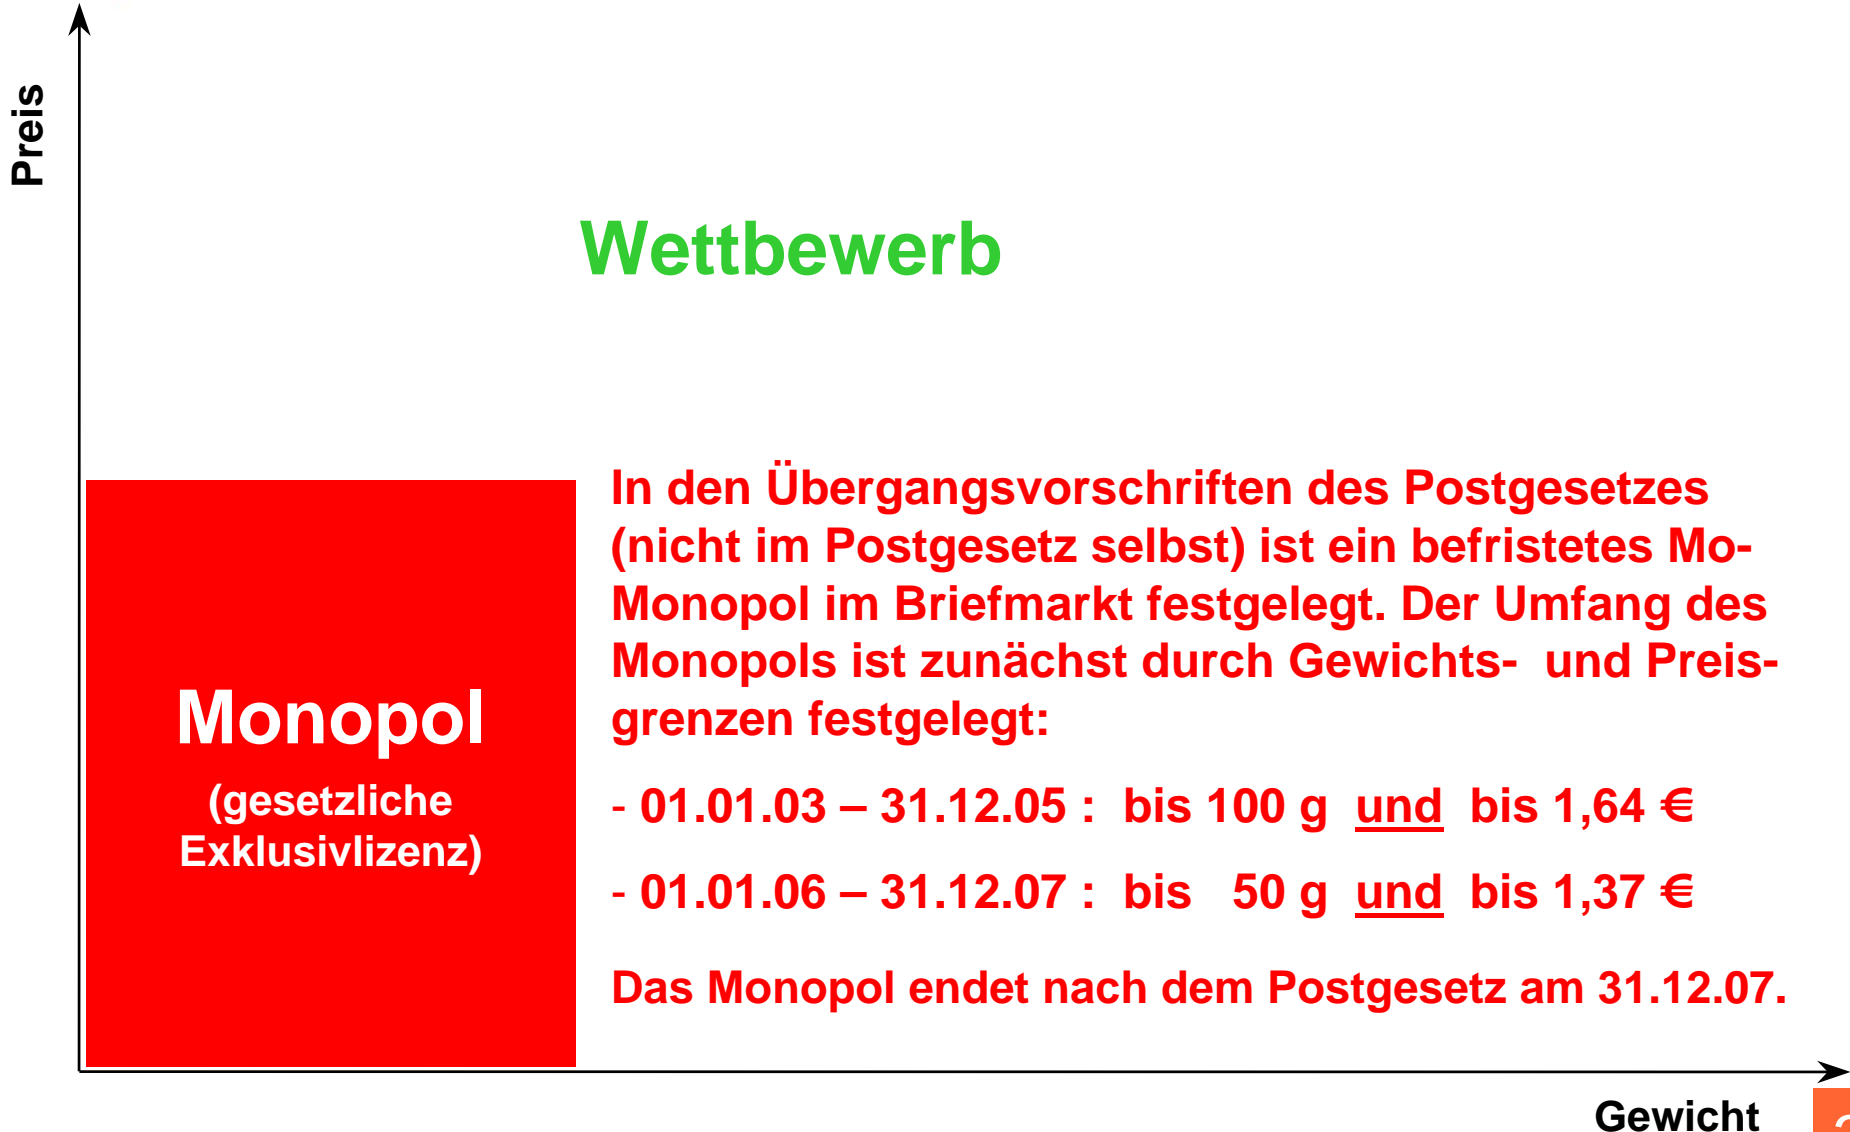 Preis
Wettbewerb
Monopol
(gesetzliche
Exklusivlizenz)
In den Übergangsvorschriften des Postgesetzes
(nicht im Postgesetz selbst) ist ein befristetes Mo-
Monopol im Briefmarkt festgelegt. Der Umfang des
Monopols ist zunächst durch Gewichts- und Preis-
grenzen festgelegt:
- 01.01.03 – 31.12.05 : bis 100 g und bis 1,64 €
- 01.01.06 – 31.12.07 : bis 50 g und bis 1,37 €
Das Monopol endet nach dem Postgesetz am 31.12.07.
Gewicht